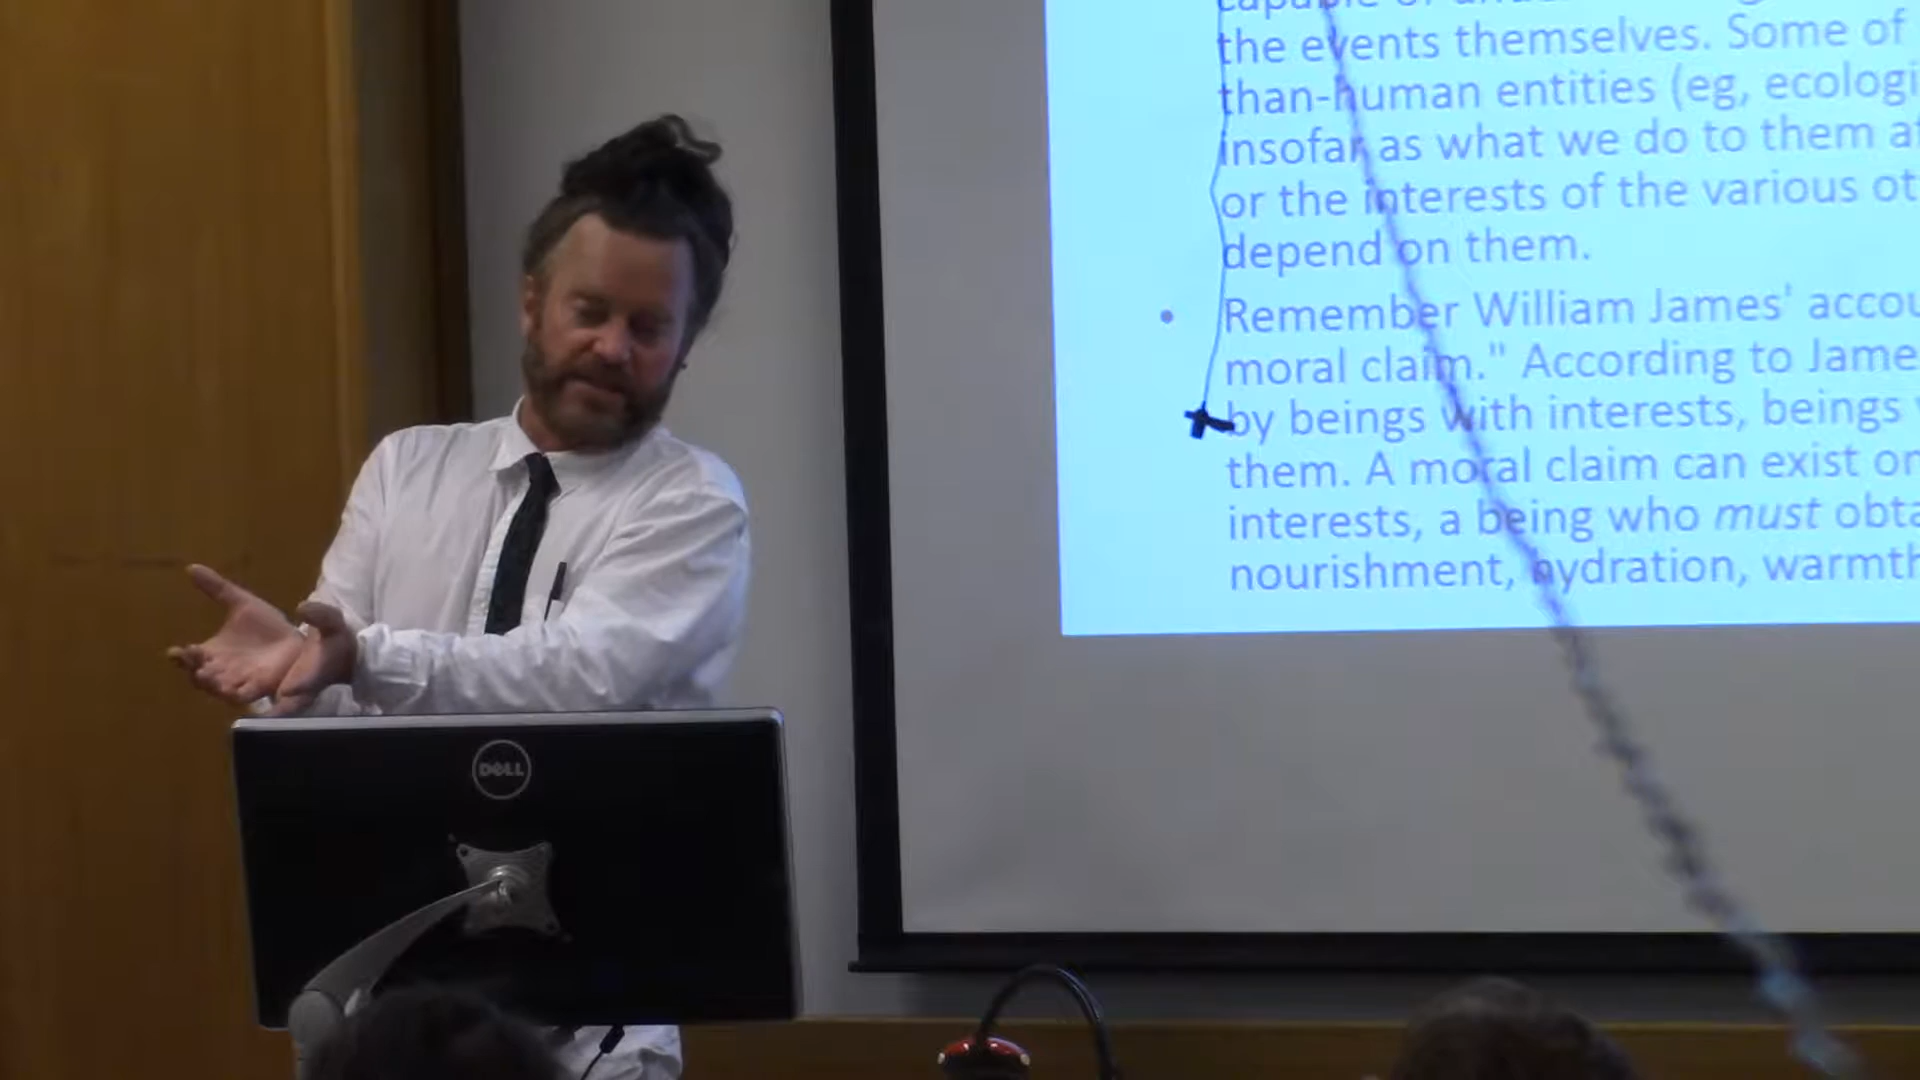 the events themselves. Some of
than-human entities (eg, ecologi
insofar as what we do to them a
or the interests of the various ot
depend on them.
• Remember William James' accou
moral claim." According to Jame
by beings with interests, beings
them. A moral claim can exist on
interests, a being who must obta
nourishment, hydration, warmth
DELL